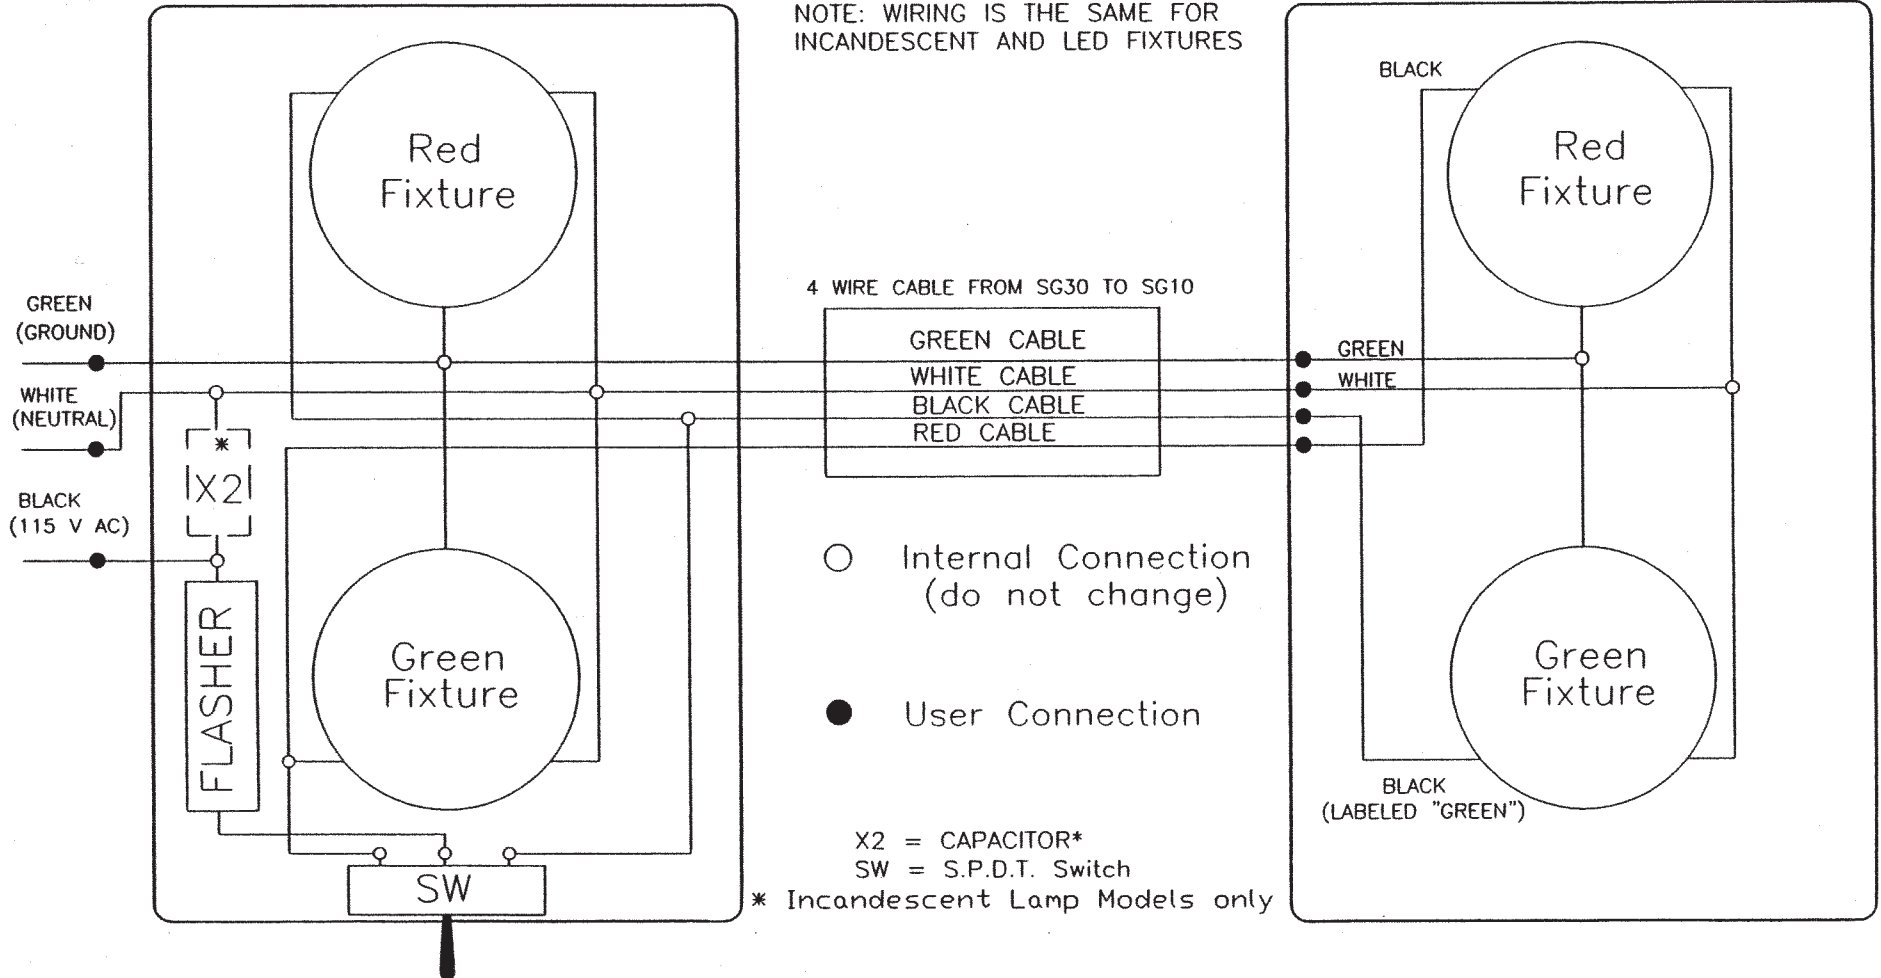 NOTE: WIRING IS THE SAME FOR
INCANDESCENT AND LED FIXTURES
Red
Fixture
GREEN
(GROUND)
WHITE
(NEUTRAL)
BLACK
(115 V AC)
*
X2
FLASHER
Green
Fixture
SW
4 WIRE CABLE FROM SG30 TO SG10
GREEN CABLE
WHITE CABLE
BLACK CABLE
RED CABLE
Internal Connection
(do not change)
User Connection
X2 = CAPACITOR*
SW = S.P.D.T. Switch
* Incandescent Lamp Models only
BLACK
Red
Fixture
GREEN
WHITE
Green
Fixture
BLACK
(LABELED "GREEN")